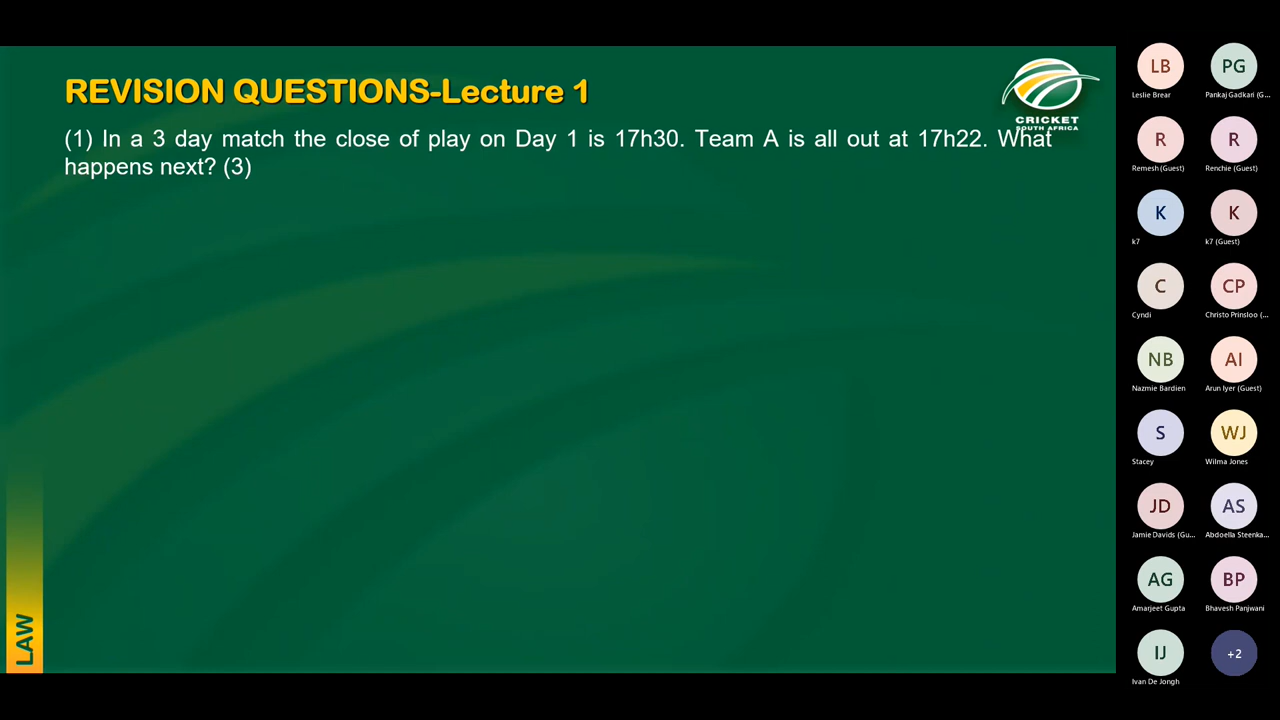 REVISION QUESTIONS-Lecture 1
CRICKET
SOUTH AFRICA
(1) In a 3 day match the close of play on Day 1 is 17h30. Team A is all out at 17h22. What
happens next? (3)
LAW
LB
PG
Leslie Brear
Pankaj Gadkari (G...
R
R
Remesh (Guest)
Renchie (Guest)
K
K
k7
k7 (Guest)
C
CP
Cyndi
Christo Prinsloo (...
NB
AI
Nazmie Bardien
Arun Iyer (Guest)
S
WJ
Stacey
Wilma Jones
JD
AS
Jamie Davids (Gu...
Abdoella Steenka...
AG
BP
Amarjeet Gupta
Bhavesh Panjwani
IJ
+2
Ivan De Jongh